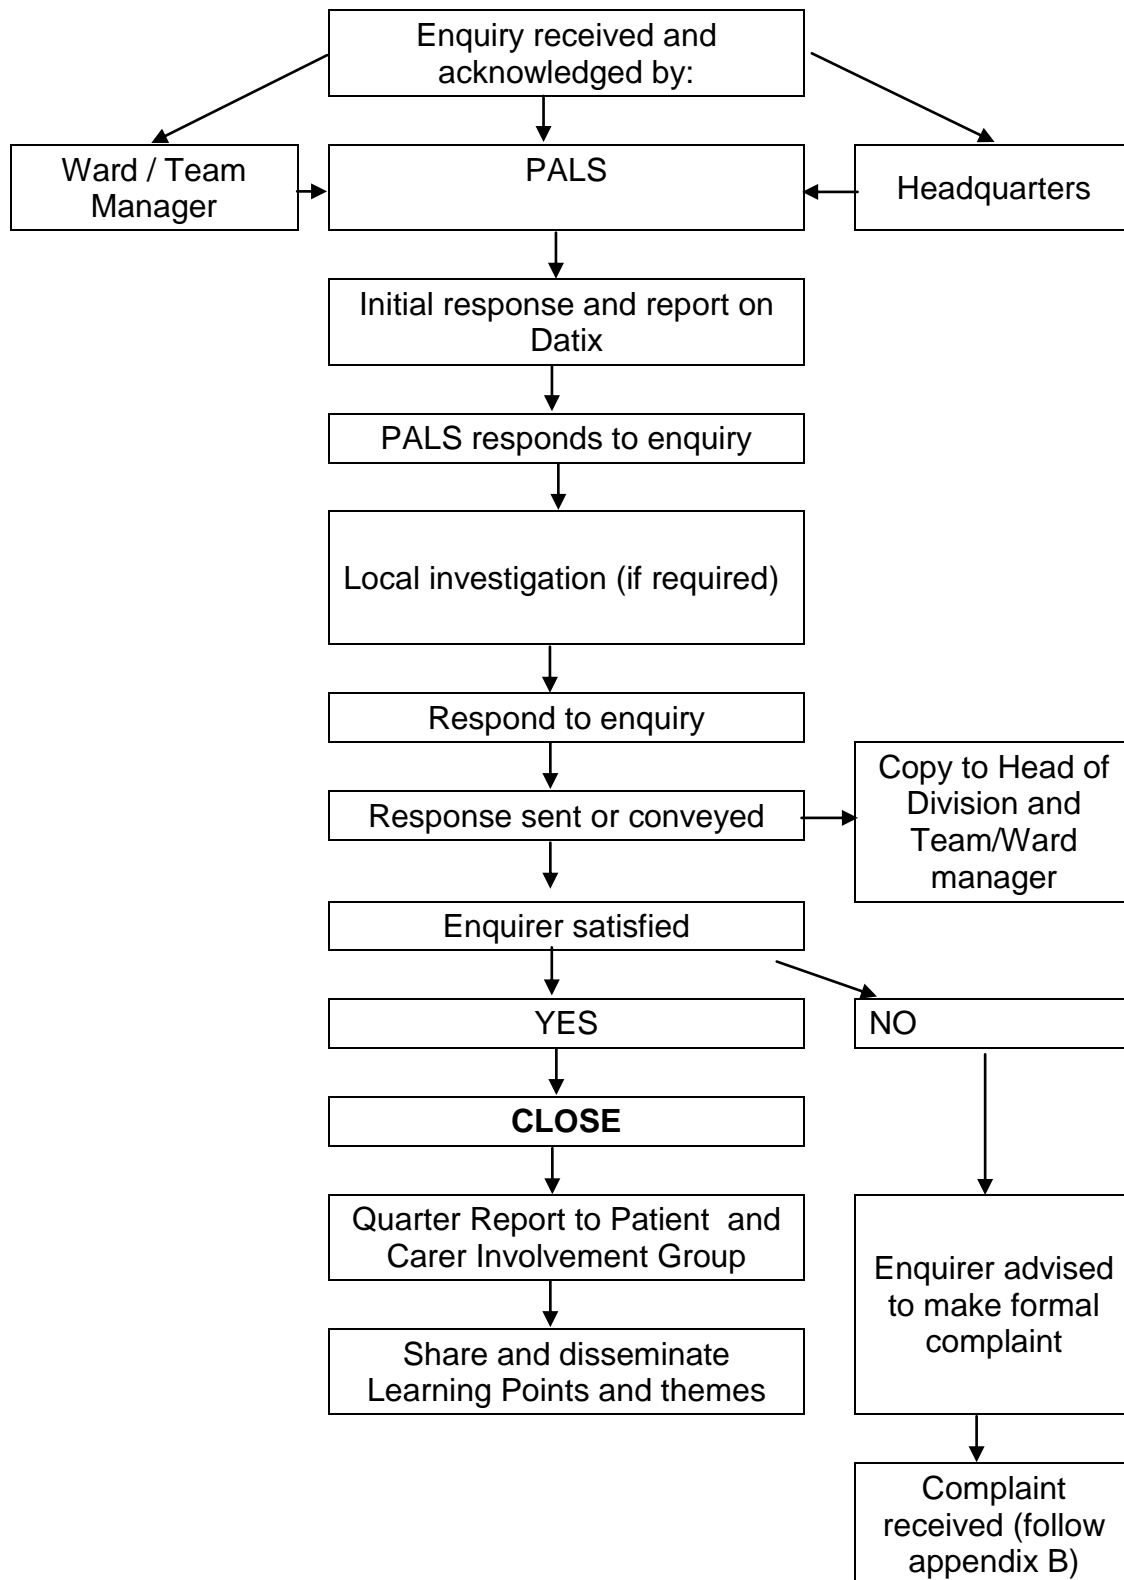 Enquiry received and
acknowledged by:
Ward / Team
Manager
PALS
Headquarters
Initial response and report on
Datix
PALS responds to enquiry
Local investigation (if required)
Respond to enquiry
Response sent or conveyed
Copy to Head of
Division and
Team/Ward
manager
Enquirer satisfied
YES
NO
CLOSE
Quarter Report to Patient  and
Carer Involvement Group
Enquirer advised
to make formal
complaint
Share and disseminate
Learning Points and themes
Complaint
received (follow
appendix B)